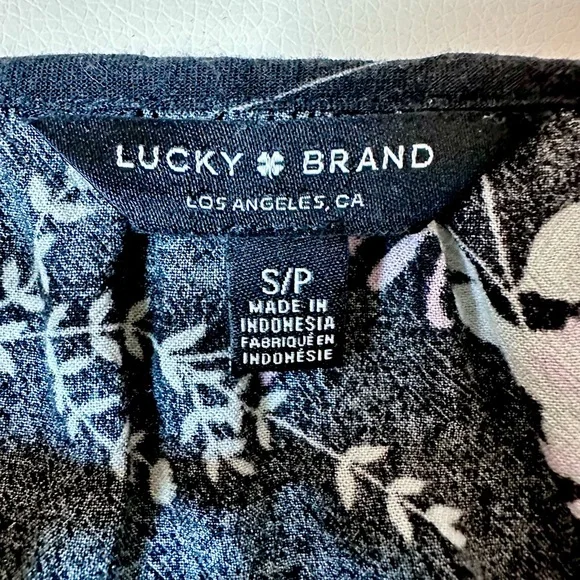 LUCKY BRAND
LOS ANGELES, CA
S/P
MADE IN
INDONESIA
FABRIQUÉ EN
INDONÉSIE